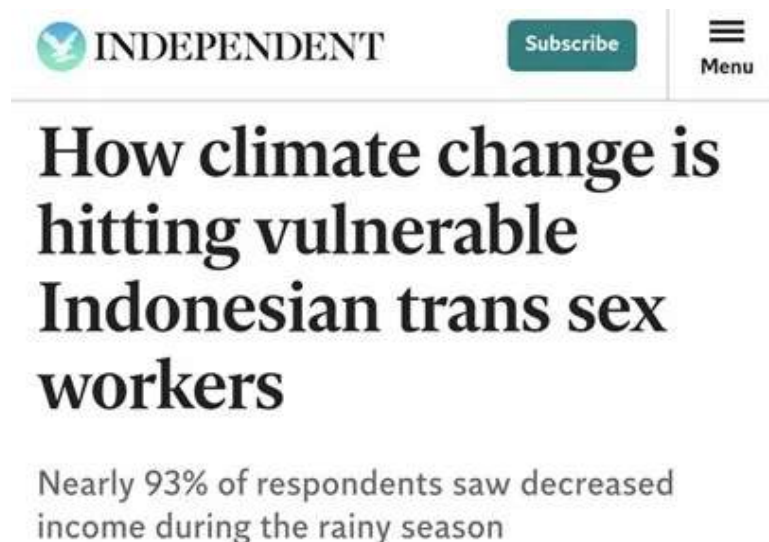 INDEPENDENT
Subscribe
Menu
How climate change is
hitting vulnerable
Indonesian trans sex
workers
Nearly 93% of respondents saw decreased
income during the rainy season